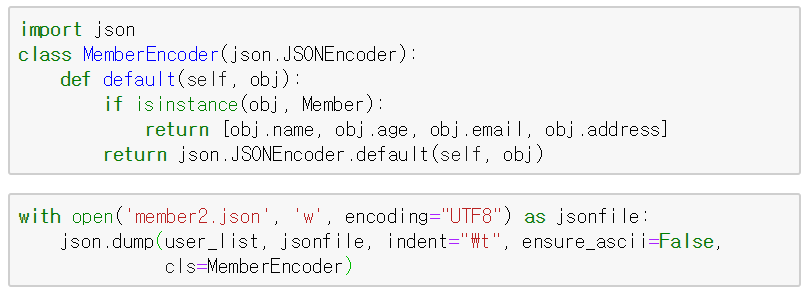 import json
class MemberEncoder(json.JSONEncoder):
    def default(self, obj):
        if isinstance(obj, Member):
            return [obj.name, obj.age, obj.email, obj.address]
        return json.JSONEncoder.default(self, obj)
with open('member2.json', 'w', encoding="UTF8") as jsonfile:
    json.dump(user_list, jsonfile, indent="₩t", ensure_ascii=False,
              cls=MemberEncoder)